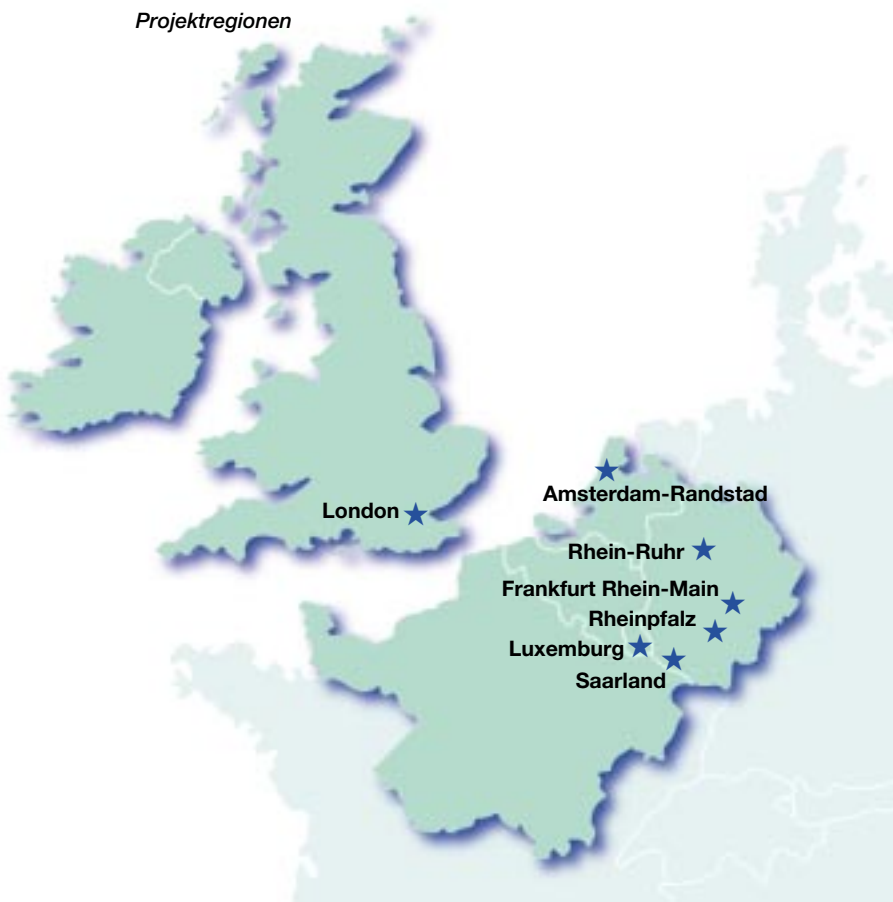 Projektregionen
Amsterdam-Randstad
London
Rhein-Ruhr
Frankfurt Rhein-Main
Rheinpfalz
Luxemburg
Saarland